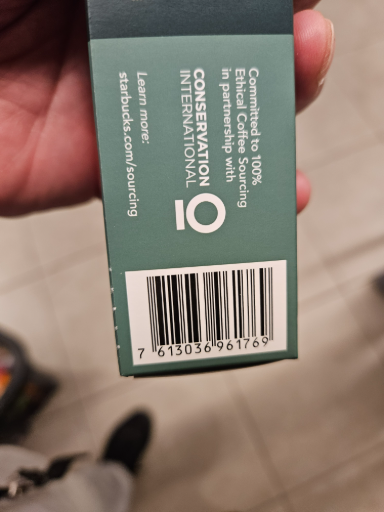 Committed to 100%
Ethical Coffee Sourcing
in partnership with
CONSERVATION
INTERNATIONAL
Learn more:
starbucks.com/sourcing
7 613036 961769